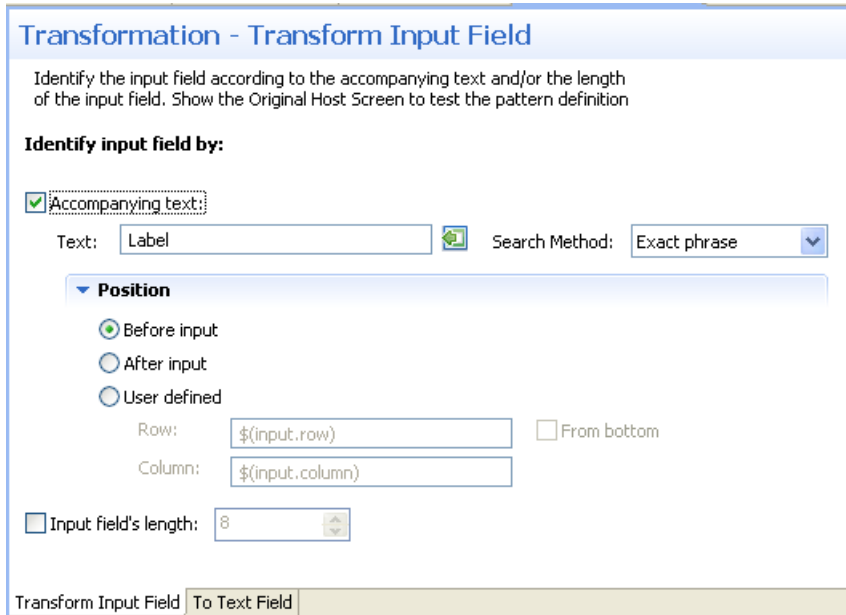 Transformation - Transform Input Field
Identify the input field according to the accompanying text and/or the length
of the input field. Show the Original Host Screen to test the pattern definition
Identify input field by:
Accompanying text:
Text: Label Search Method: Exact phrase
Position
Before input
After input
User defined
Row: $(input.row) From bottom
Column: $(input.column)
Input field's length: 8
Transform Input Field To Text Field